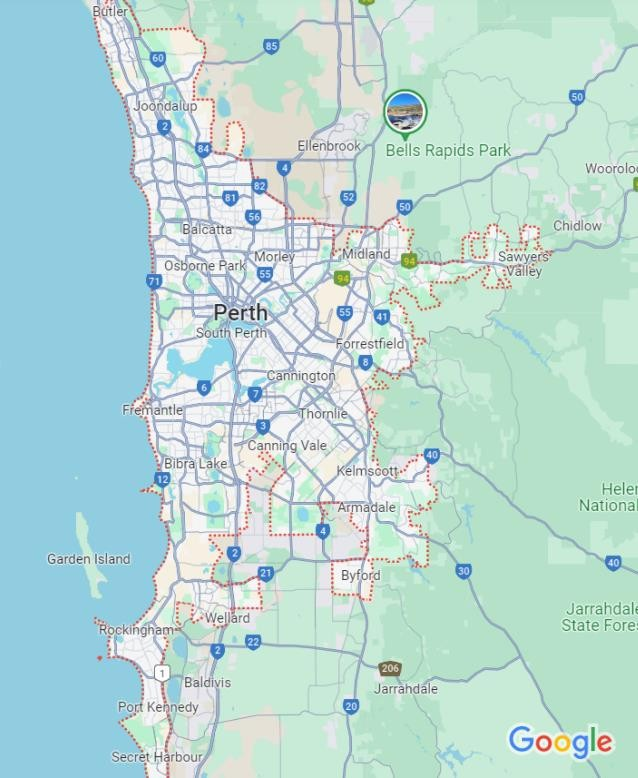 Butler
85
60
50
Joondalup
2
Ellenbrook
84
Bells Rapids Park
4
Wooroloo
82
81
52
50
56
Chidlow
Balcatta
Morley
Midland
94
Sawyers
Valley
Osborne Park
55
94
71
Perth
55
41
South Perth
Forrestfield
8
Cannington
6
7
Fremantle
Thornlie
3
Canning Vale
40
Bibra Lake
Kelmscott
12
Helen
National
Armadale
4
2
Garden Island
40
21
Byford
30
Jarrahdale
State Fores
Wellard
Rockingham
22
2
206
1
Baldivis
Jarrahdale
Port Kennedy
20
Google
Secret Harbour